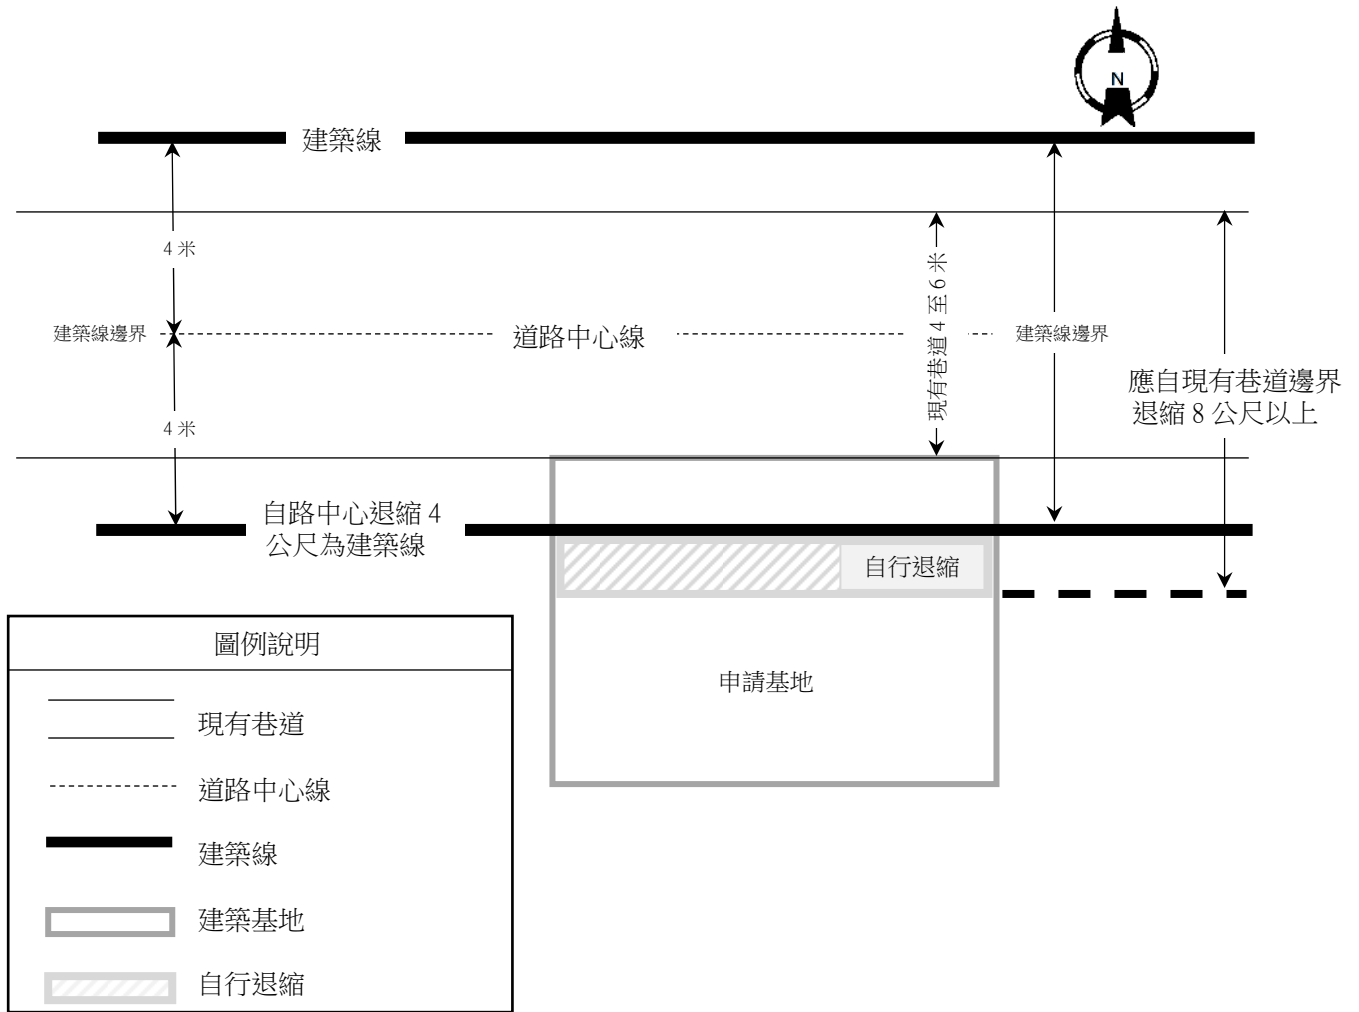 N
建築線
4 米
現有巷道 4 至 6 米
建築線邊界
道路中心線
建築線邊界
應自現有巷道邊界
退縮 8 公尺以上
4 米
自路中心退縮 4
公尺為建築線
自行退縮
申請基地
圖例說明
現有巷道
道路中心線
建築線
建築基地
自行退縮